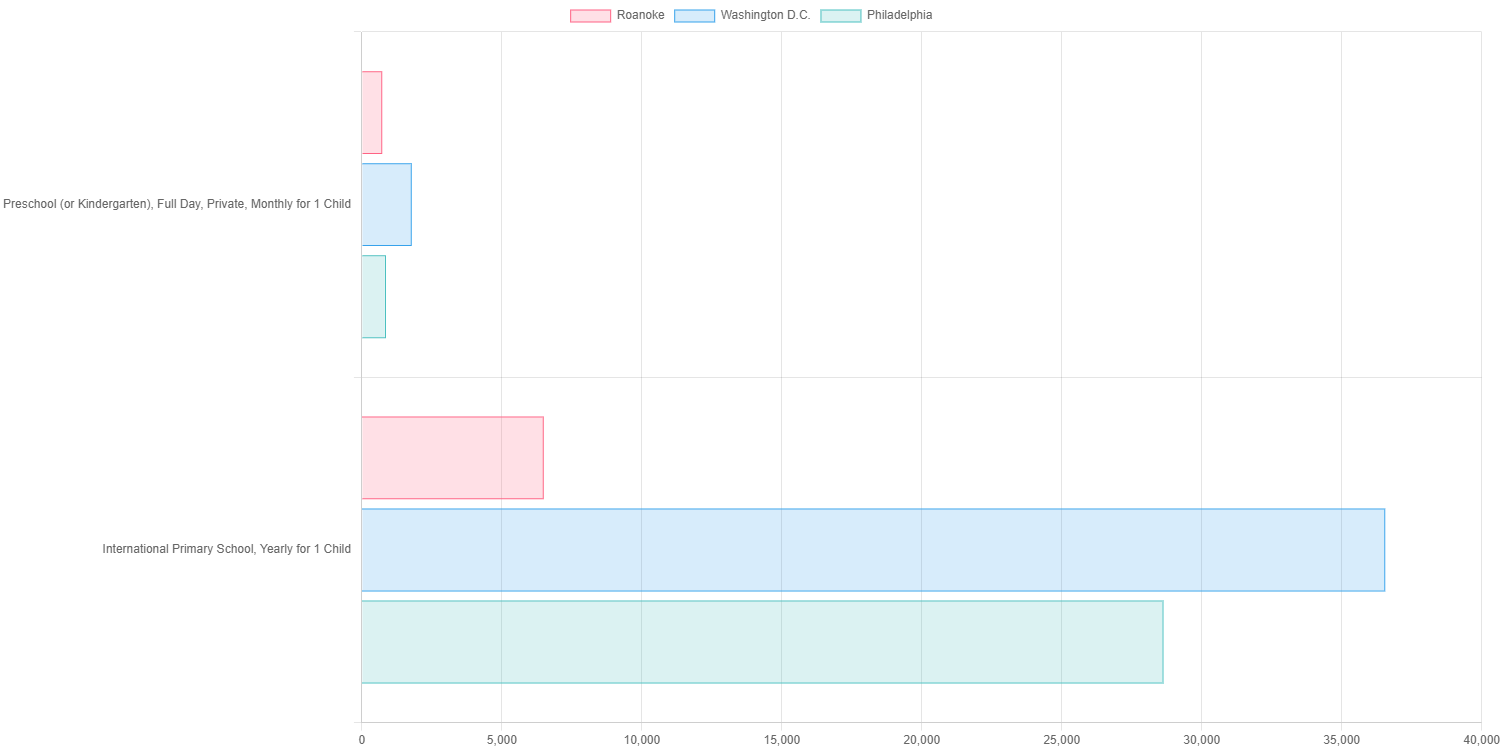 Roanoke Washington D.C. Philadelphia
Preschool (or Kindergarten), Full Day, Private, Monthly for 1 Child
International Primary School, Yearly for 1 Child
0 5,000 10,000 15,000 20,000 25,000 30,000 35,000 40,000